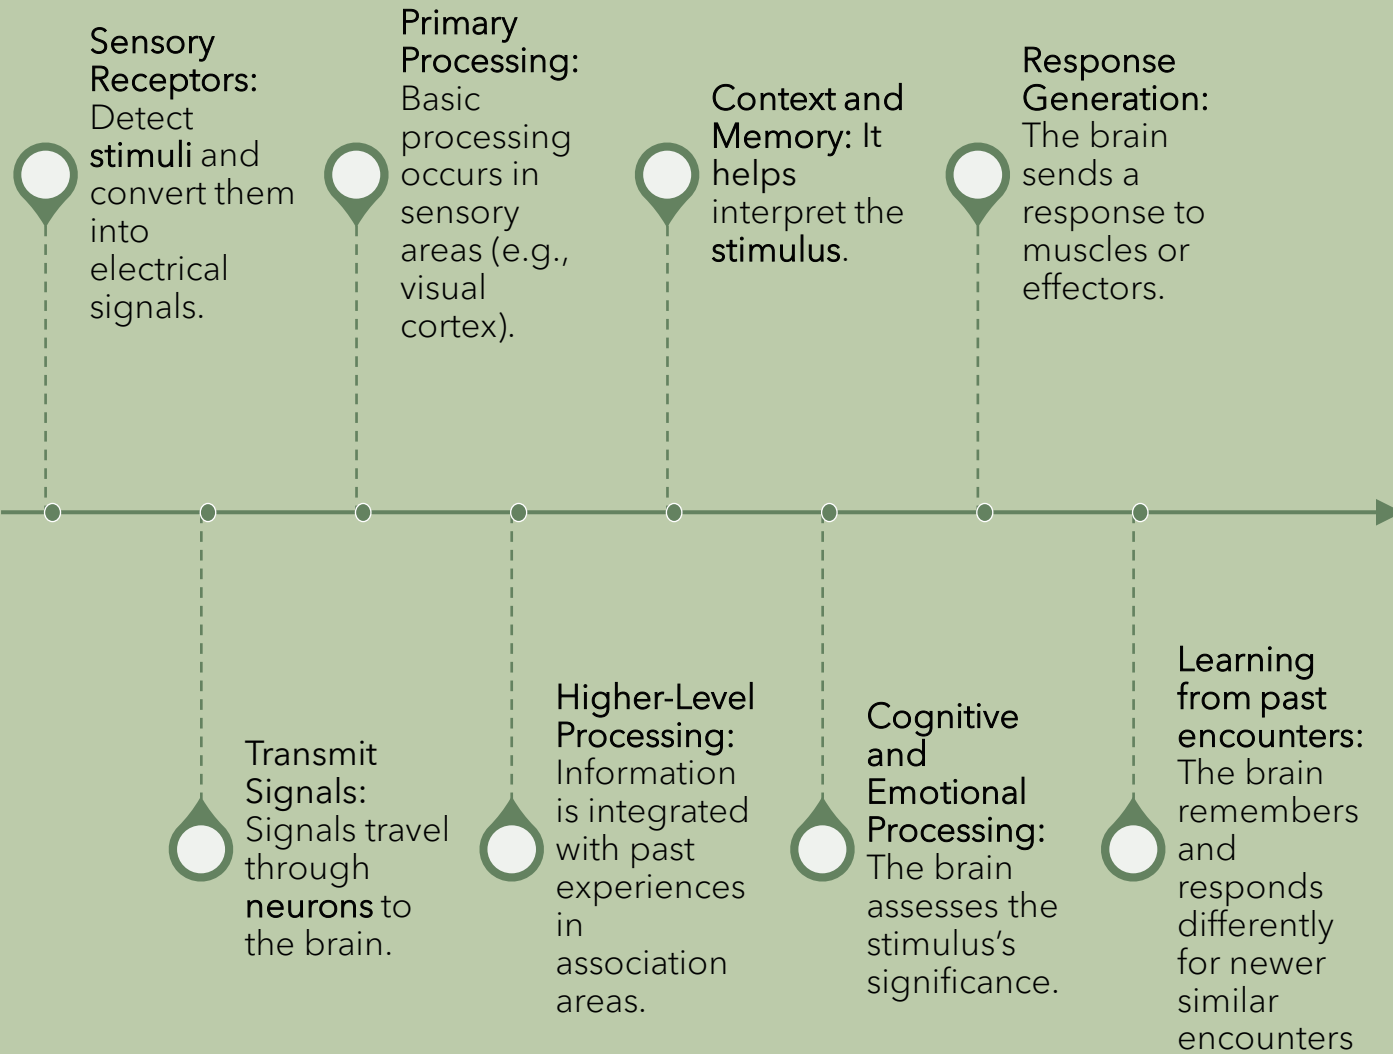 Sensory
Receptors:
Detect
stimuli and
convert them
into
electrical
signals.
Transmit
Signals:
Signals travel
through
neurons to
the brain.
Primary
Processing:
Basic
processing
occurs in
sensory
areas (e.g.,
visual
cortex).
Higher-Level
Processing:
Information
is integrated
with past
experiences
in
association
areas.
Context and
Memory: It
helps
interpret the
stimulus.
Cognitive
and
Emotional
Processing:
The brain
assesses the
stimulus’s
significance.
Response
Generation:
The brain
sends a
response to
muscles or
effectors.
Learning
from past
encounters:
The brain
remembers
and
responds
differently
for newer
similar
encounters